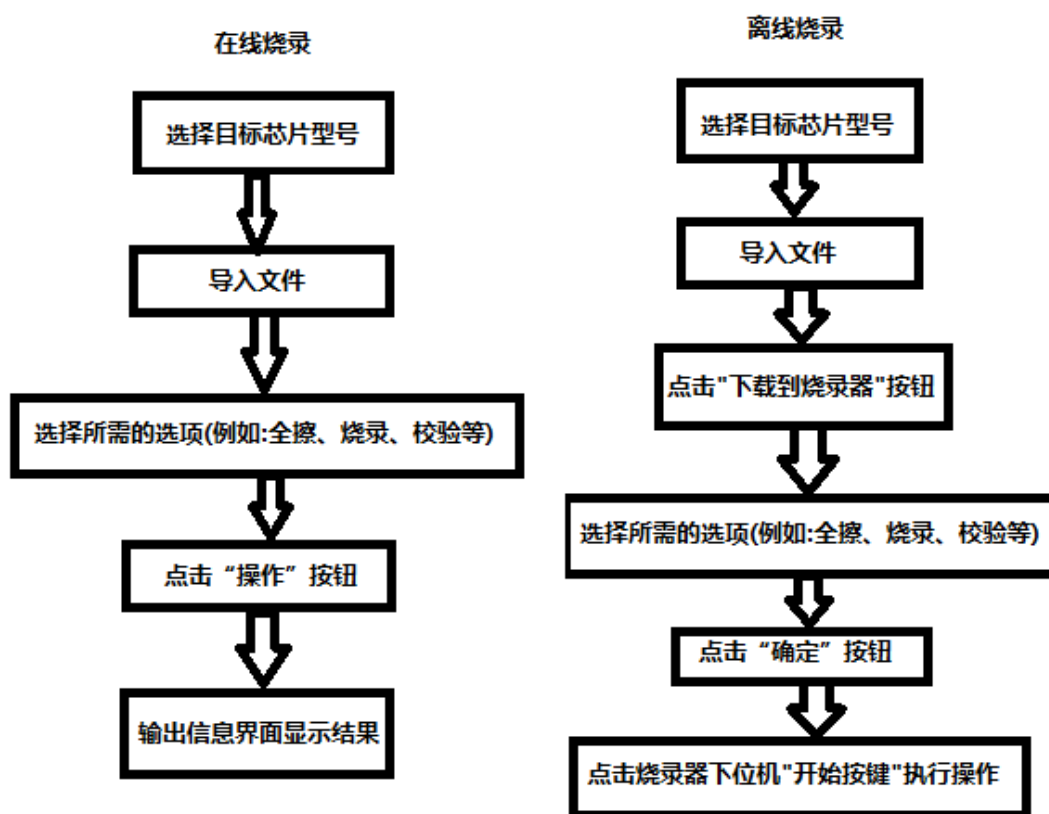 在线烧录
选择目标芯片型号
导入文件
选择所需的选项(例如:全擦、烧录、校验等)
点击“操作”按钮
输出信息界面显示结果
离线烧录
选择目标芯片型号
导入文件
点击"下载到烧录器"按钮
选择所需的选项(例如:全擦、烧录、校验等)
点击“确定”按钮
点击烧录器下位机"开始按键"执行操作